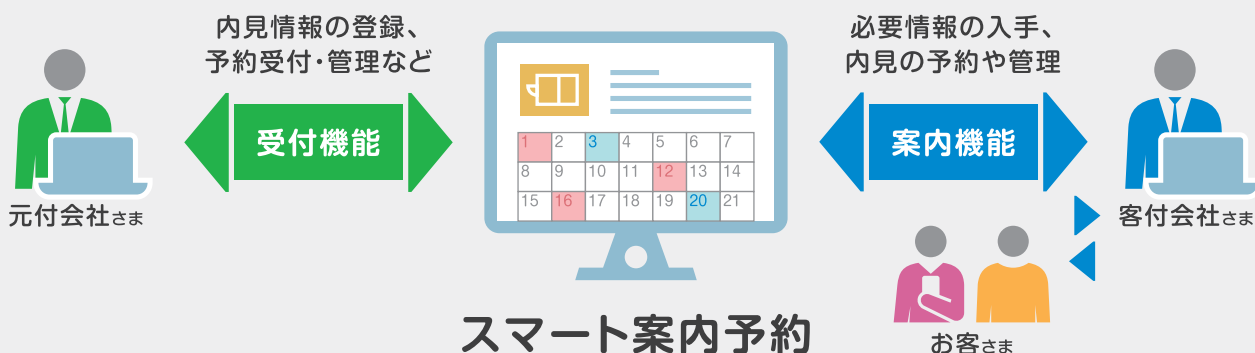 内見情報の登録、
予約受付・管理など
受付機能
元付会社さま
1 2 3 4 5 6 7
8 9 10 11 12 13 14
15 16 17 18 19 20 21
スマート案内予約
必要情報の入手、
内見の予約や管理
案内機能
客付会社さま
お客さま